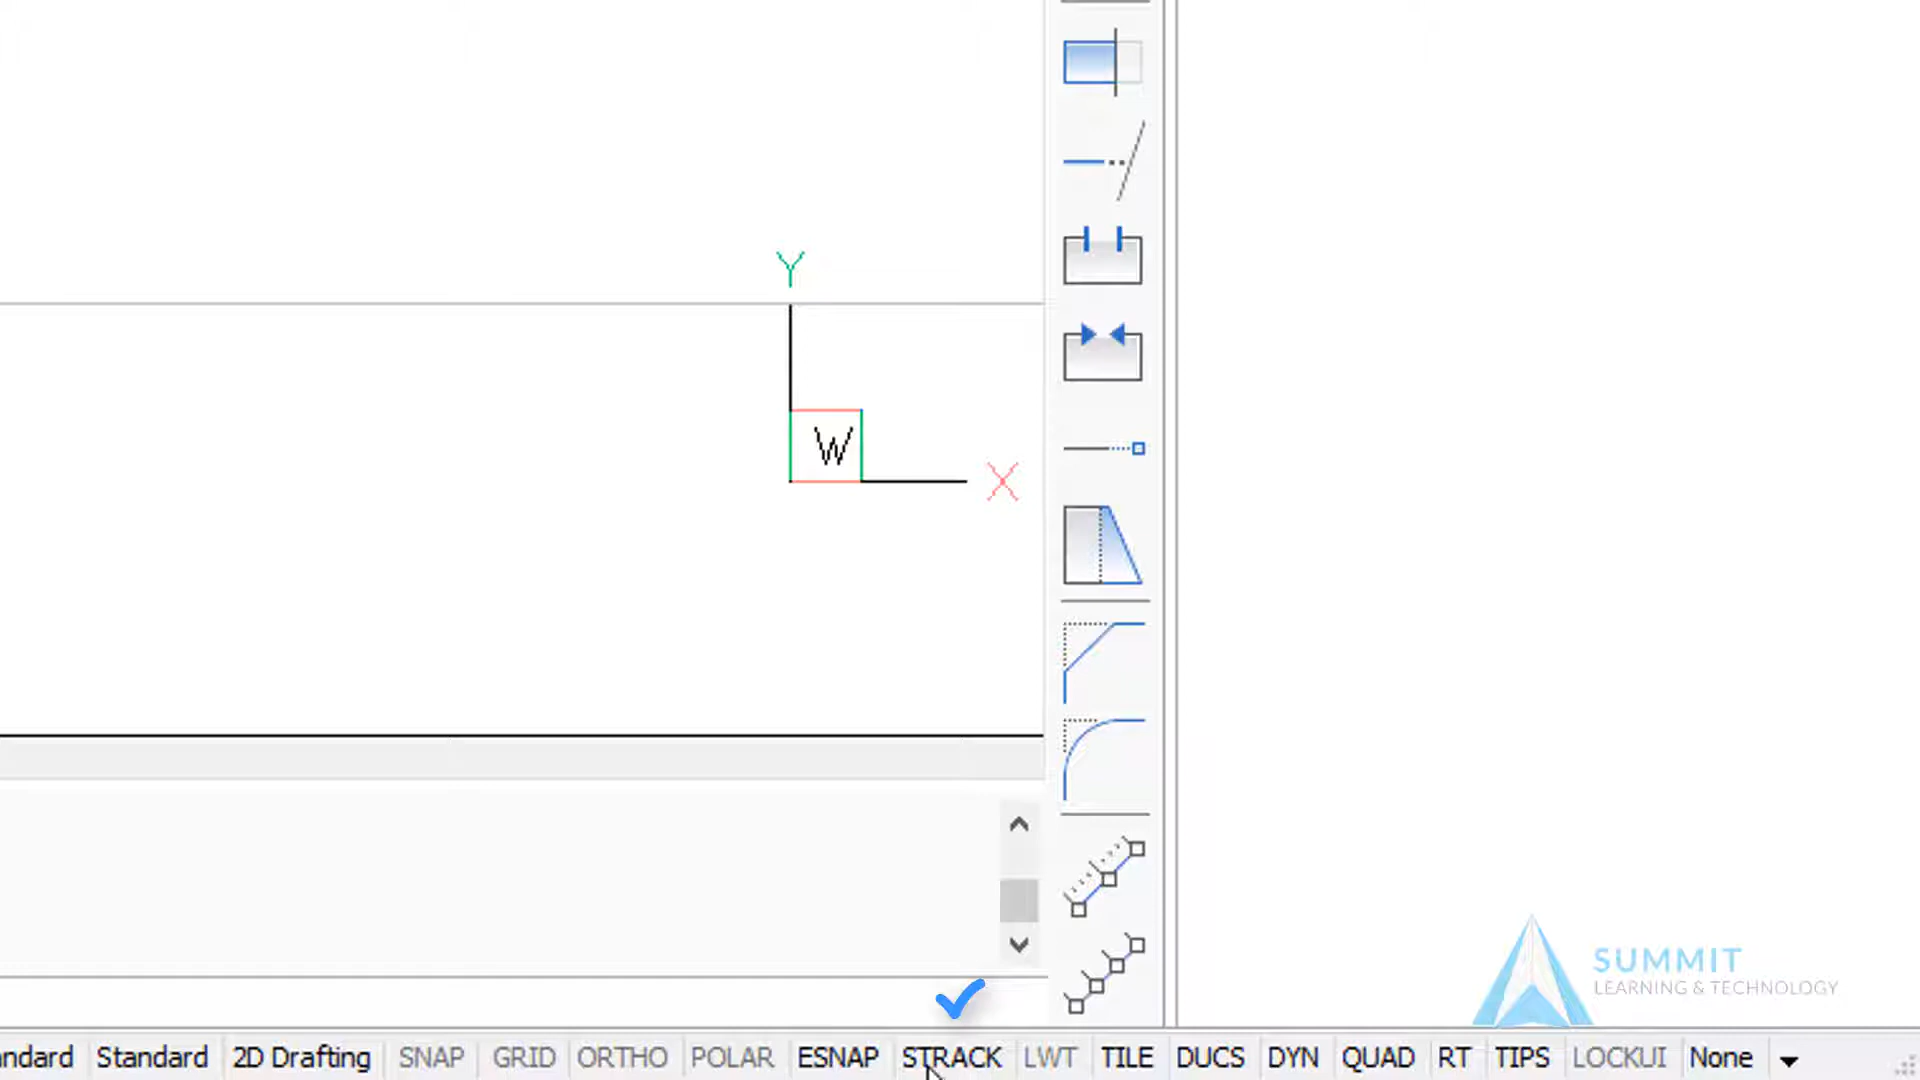 Y
W
X
SUMMIT
LEARNING & TECHNOLOGY
ndard Standard 2D Drafting SNAP GRID ORTHO POLAR ESNAP STRACK LWT TILE DUCS DYN QUAD RT TIPS LOCKUI None